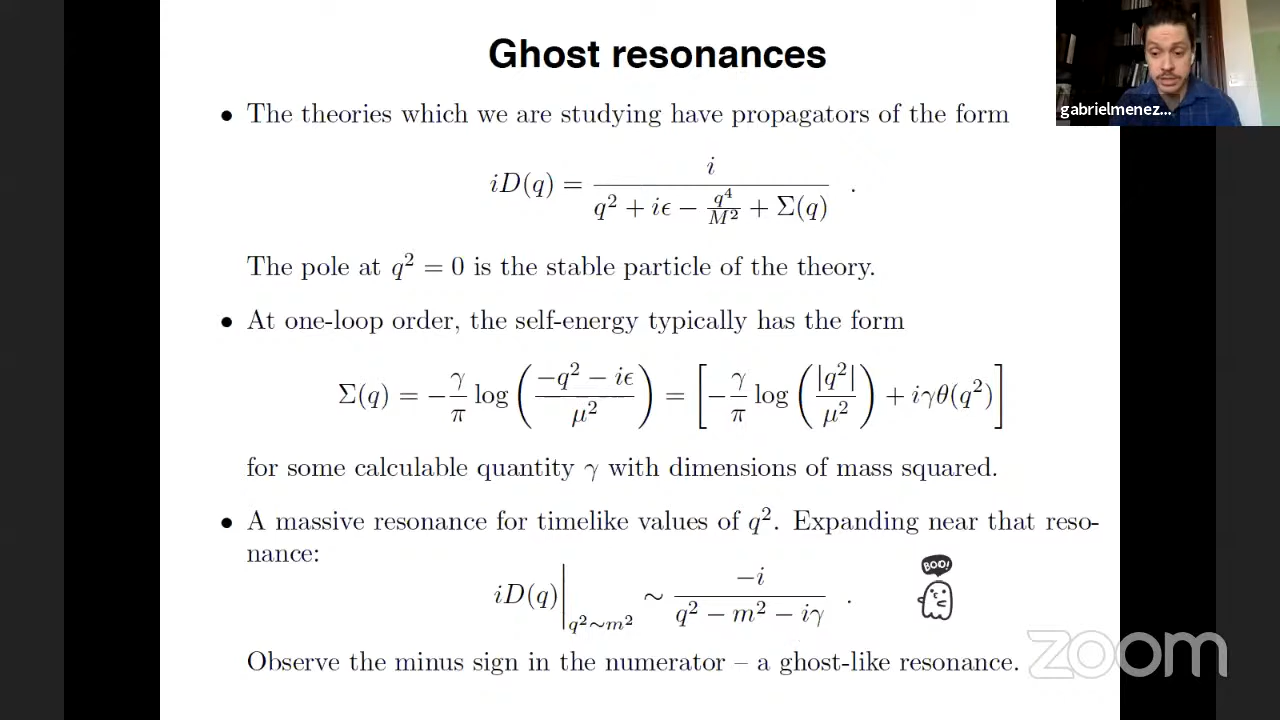 Ghost resonances
gabrielmenez...
• The theories which we are studying have propagators of the form
iD(q) = i / (q² + iϵ − q⁴/M² + Σ(q)) .
The pole at q² = 0 is the stable particle of the theory.
• At one-loop order, the self-energy typically has the form
Σ(q) = −γ/π log((−q² − iϵ)/μ²) = [−γ/π log(|q²|/μ²) + iγθ(q²)]
for some calculable quantity γ with dimensions of mass squared.
• A massive resonance for timelike values of q². Expanding near that reso-
nance:
BOO!
iD(q)|q²∼m² ∼ −i / (q² − m² − iγ) .
Observe the minus sign in the numerator – a ghost-like resonance.
zoom